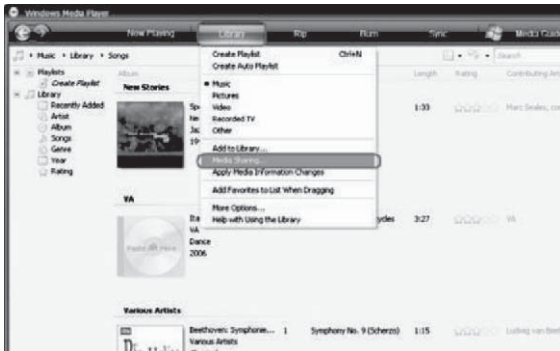 Windows Media Player
Now Playing Library Rip Burn Sync Media Guide
Music Library Songs Search
Playlists
Create Playlist
Library
Recently Added
Artist
Album
Songs
Genre
Year
Rating
Create Playlist Ctrl+N
Create Auto Playlist
Music
Pictures
Video
Recorded TV
Other
Add to Library...
Media Sharing...
Apply Media Information Changes
Add Favorites to List When Dragging
More Options...
Help with Using the Library
Album Length Rating Contributing Art
New Stories
1:33 Marc Seales, co
VA
3:27 VA
VA
Dance
2006
Various Artists
Beethoven: Symphonie... 1 Symphony No. 9 (Scherzo) 1:15 Ludwig van Beet
Various Artists